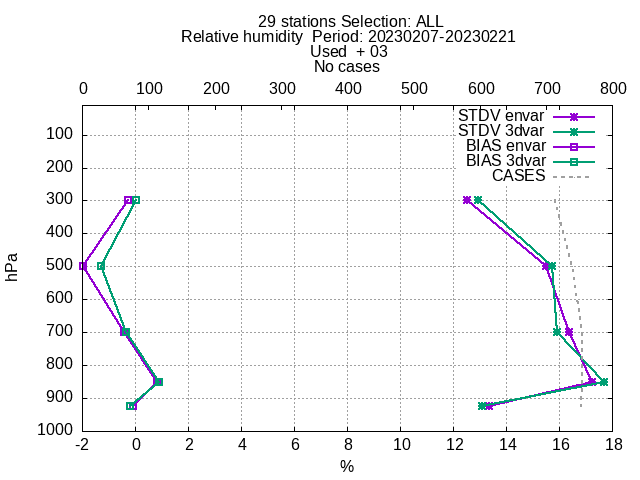 29 stations Selection: ALL
Relative humidity  Period: 20230207-20230221
Used  + 03
No cases
0 100 200 300 400 500 600 700 800
STDV envar
STDV 3dvar
BIAS envar
BIAS 3dvar
CASES
100
200
300
400
500
600
700
800
900
1000
hPa
-2 0 2 4 6 8 10 12 14 16 18
%